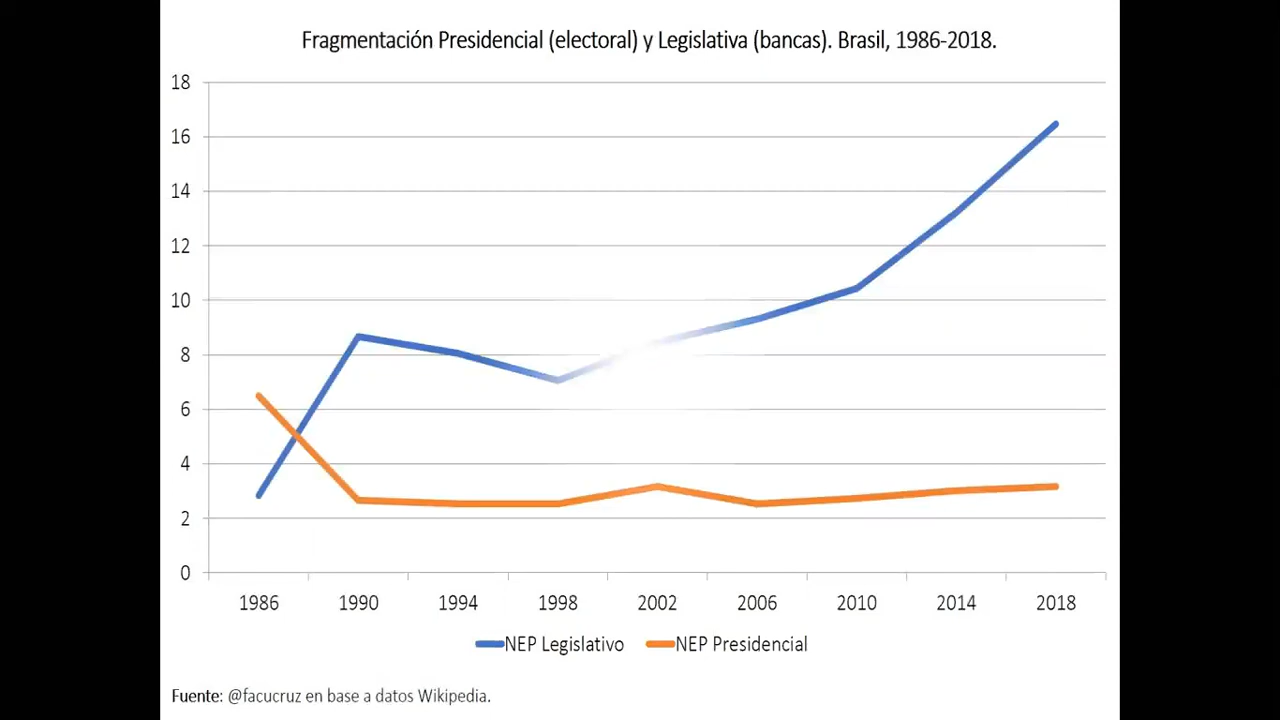 Fragmentación Presidencial (electoral) y Legislativa (bancas). Brasil, 1986-2018.
18
16
14
12
10
8
6
4
2
0
1986 1990 1994 1998 2002 2006 2010 2014 2018
NEP Legislativo NEP Presidencial
Fuente: @facucruz en base a datos Wikipedia.